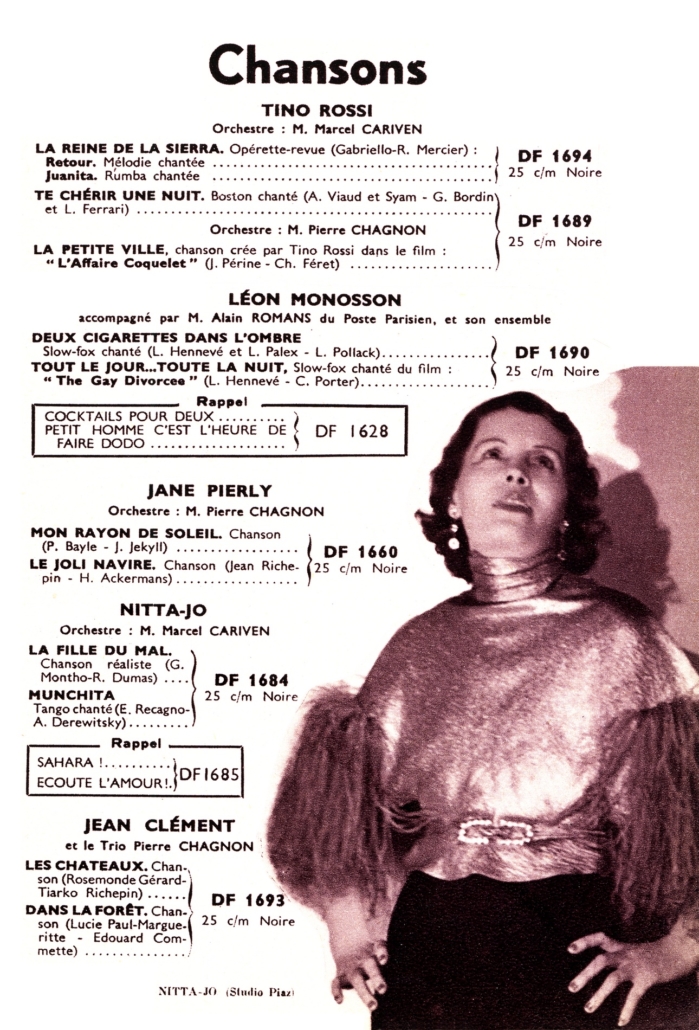 Chansons
TINO ROSSI
Orchestre : M. Marcel CARIVEN
LA REINE DE LA SIERRA. Opérette-revue (Gabriello-R. Mercier) :
Retour. Mélodie chantée ........................................
Juanita. Rumba chantée ........................................
DF 1694
25 c/m Noire
TE CHÉRIR UNE NUIT. Boston chanté (A. Viaud et Syam - G. Bordin
et L. Ferrari) ..................................................
Orchestre : M. Pierre CHAGNON
LA PETITE VILLE, chanson crée par Tino Rossi dans le film :
"L'Affaire Coquelet" (J. Périne - Ch. Féret) ....................
DF 1689
25 c/m Noire
LÉON MONOSSON
accompagné par M. Alain ROMANS du Poste Parisien, et son ensemble
DEUX CIGARETTES DANS L'OMBRE
Slow-fox chanté (L. Hennevé et L. Palex - L. Pollack)...............
TOUT LE JOUR...TOUTE LA NUIT, Slow-fox chanté du film :
"The Gay Divorcee" (L. Hennevé - C. Porter)..................
DF 1690
25 c/m Noire
Rappel
COCKTAILS POUR DEUX ..........
PETIT HOMME C'EST L'HEURE DE
FAIRE DODO ...................
DF 1628
JANE PIERLY
Orchestre : M. Pierre CHAGNON
MON RAYON DE SOLEIL. Chanson
(P. Bayle - J. Jekyll) .................
LE JOLI NAVIRE. Chanson (Jean Riche-
pin - H. Ackermans).................
DF 1660
25 c/m Noire
NITTA-JO
Orchestre : M. Marcel CARIVEN
LA FILLE DU MAL.
Chanson réaliste (G.
Montho-R. Dumas) ....
MUNCHITA
Tango chanté (E. Recagno-
A. Derewitsky).........
DF 1684
25 c/m Noire
Rappel
SAHARA !..........
ECOUTE L'AMOUR!.
DF1685
JEAN CLÉMENT
et le Trio Pierre CHAGNON
LES CHATEAUX. Chan-
son (Rosemonde Gérard-
Tiarko Richepin) ......
DANS LA FORÊT. Chan-
son (Lucie Paul-Margue-
ritte - Edouard Com-
mette) ...............
DF 1693
25 c/m Noire
NITTA-JO (Studio Piaz)